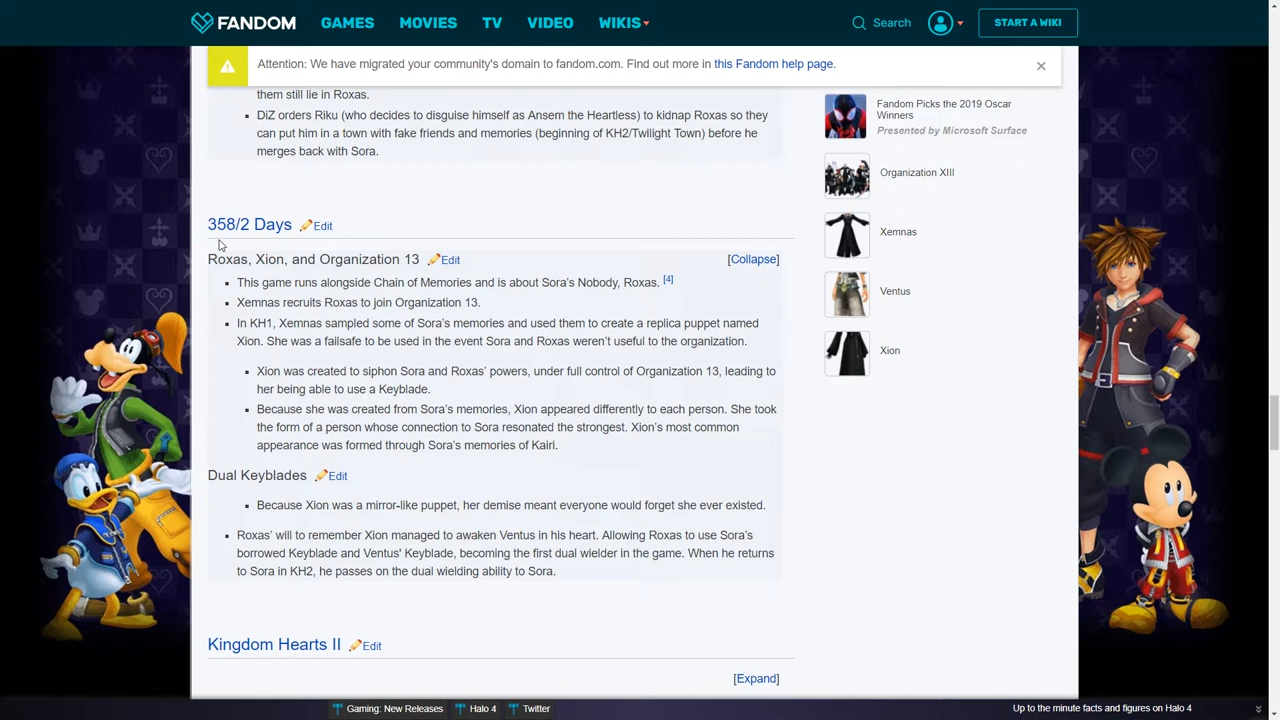 FANDOM GAMES MOVIES TV VIDEO WIKIS Search START A WIKI
Attention: We have migrated your community's domain to fandom.com. Find out more in this Fandom help page.
them still lie in Roxas.
DiZ orders Riku (who decides to disguise himself as Ansem the Heartless) to kidnap Roxas so they
can put him in a town with fake friends and memories (beginning of KH2/Twilight Town) before he
merges back with Sora.
358/2 Days Edit
Roxas, Xion, and Organization 13 Edit [Collapse]
This game runs alongside Chain of Memories and is about Sora's Nobody, Roxas. [4]
Xemnas recruits Roxas to join Organization 13.
In KH1, Xemnas sampled some of Sora's memories and used them to create a replica puppet named
Xion. She was a failsafe to be used in the event Sora and Roxas weren't useful to the organization.
Xion was created to siphon Sora and Roxas' powers, under full control of Organization 13, leading to
her being able to use a Keyblade.
Because she was created from Sora's memories, Xion appeared differently to each person. She took
the form of a person whose connection to Sora resonated the strongest. Xion's most common
appearance was formed through Sora's memories of Kairi.
Dual Keyblades Edit
Because Xion was a mirror-like puppet, her demise meant everyone would forget she ever existed.
Roxas' will to remember Xion managed to awaken Ventus in his heart. Allowing Roxas to use Sora's
borrowed Keyblade and Ventus' Keyblade, becoming the first dual wielder in the game. When he returns
to Sora in KH2, he passes on the dual wielding ability to Sora.
Kingdom Hearts II Edit
[Expand]
Fandom Picks the 2019 Oscar
Winners
Presented by Microsoft Surface
Organization XIII
Xemnas
Ventus
Xion
Gaming: New Releases Halo 4 Twitter Up to the minute facts and figures on Halo 4